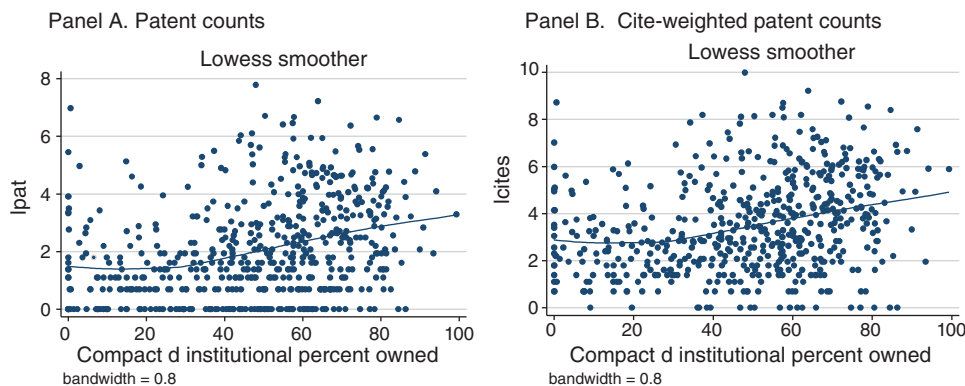 Panel A. Patent counts
Lowess smoother
8
6
4
2
0
lpat
0 20 40 60 80 100
Compact d institutional percent owned
bandwidth = 0.8
Panel B. Cite-weighted patent counts
Lowess smoother
10
8
6
4
2
0
lcites
0 20 40 60 80 100
Compact d institutional percent owned
bandwidth = 0.8